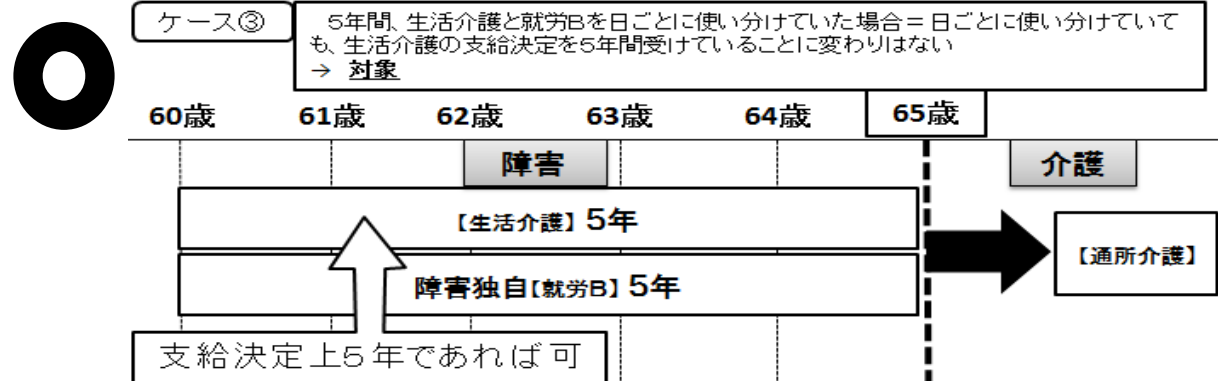 ケース③
5年間、生活介護と就労Bを日ごとに使い分けていた場合＝日ごとに使い分けていて
も、生活介護の支給決定を5年間受けていることに変わりはない
→ 対象
60歳 61歳 62歳 63歳 64歳 65歳
障害 介護
【生活介護】5年
【通所介護】
障害独自【就労B】5年
支給決定上5年であれば可